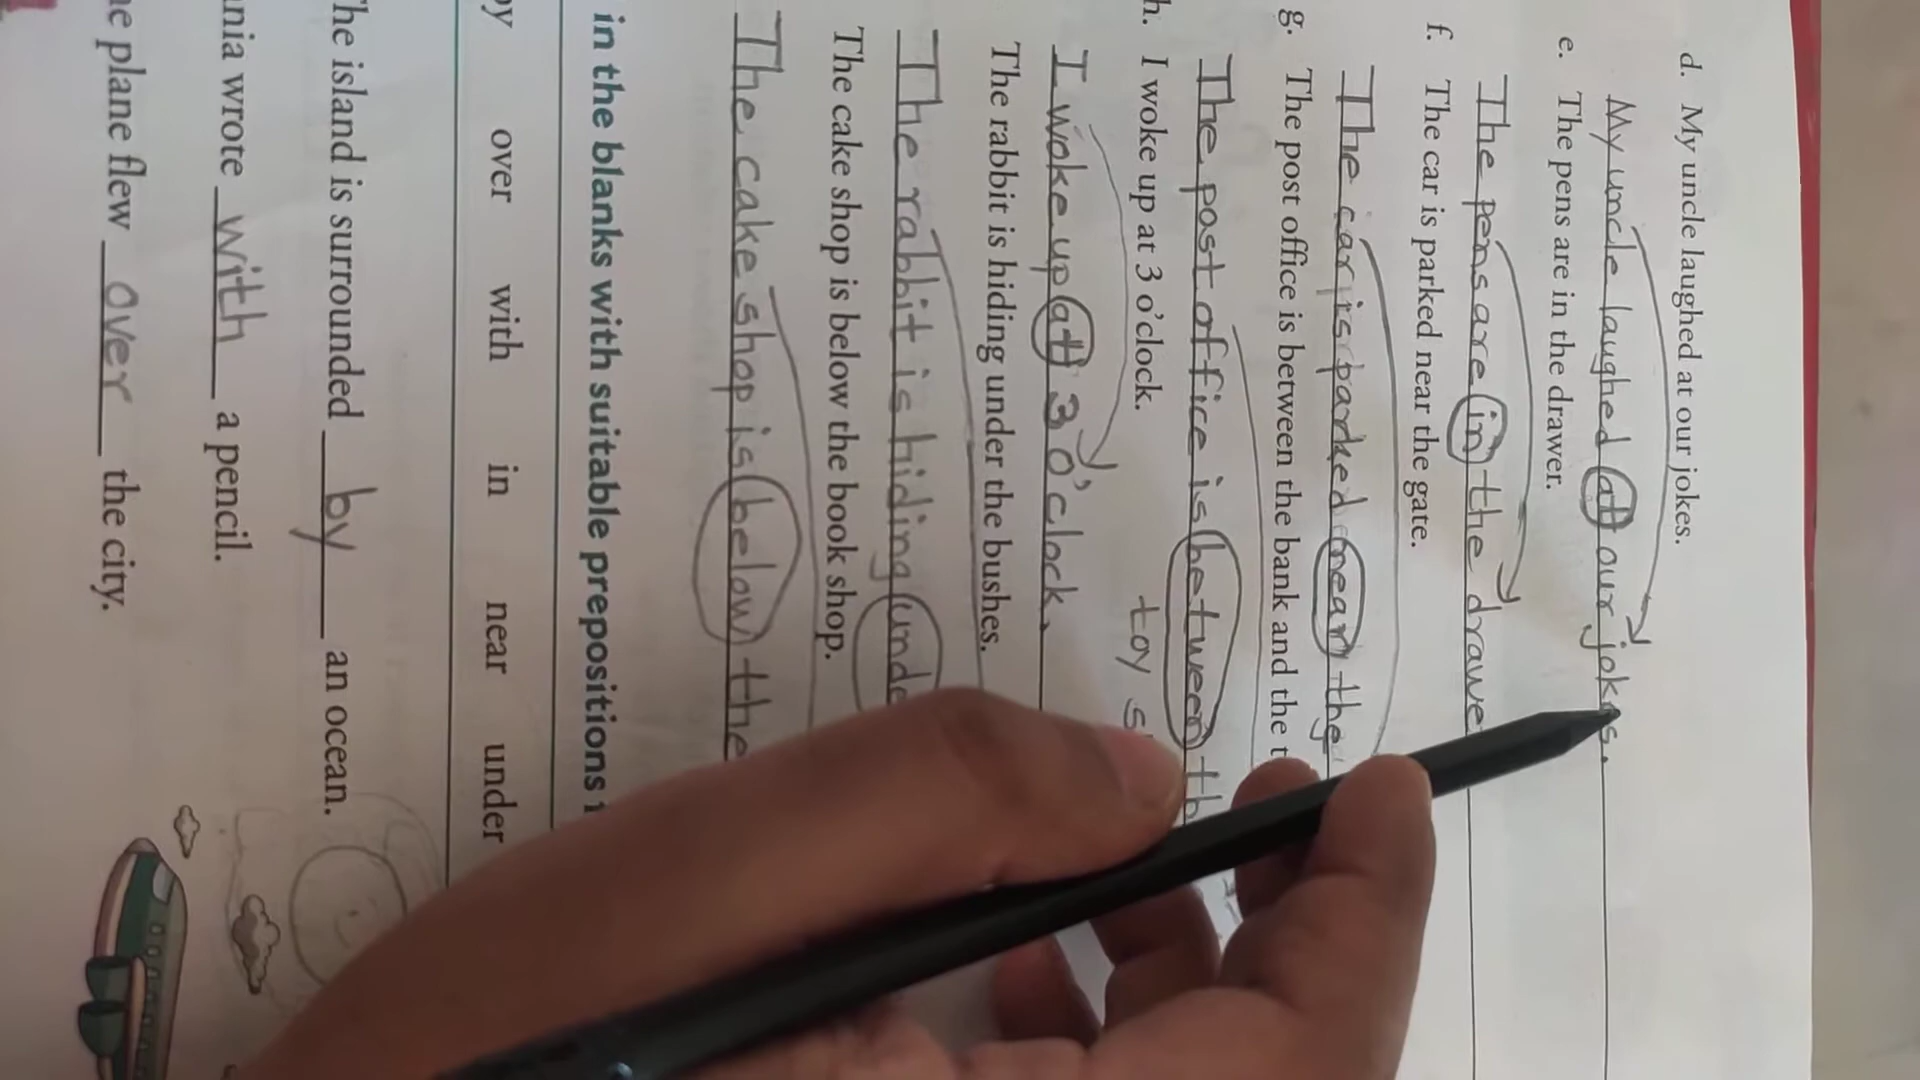 d. My uncle laughed at our jokes.
My uncle laughed at our jokes.
e. The pens are in the drawer.
The pens are in the drawe
f. The car is parked near the gate.
The car is parked near the
g. The post office is between the bank and the t
The post office is between th
toy s
h. I woke up at 3 o'clock.
I woke up at 3 o'clock.
The rabbit is hiding under the bushes.
The rabbit is hiding unde
The cake shop is below the book shop.
The cake shop is below the
in the blanks with suitable prepositions f
by over with in near under
he island is surrounded by an ocean.
nia wrote with a pencil.
e plane flew over the city.